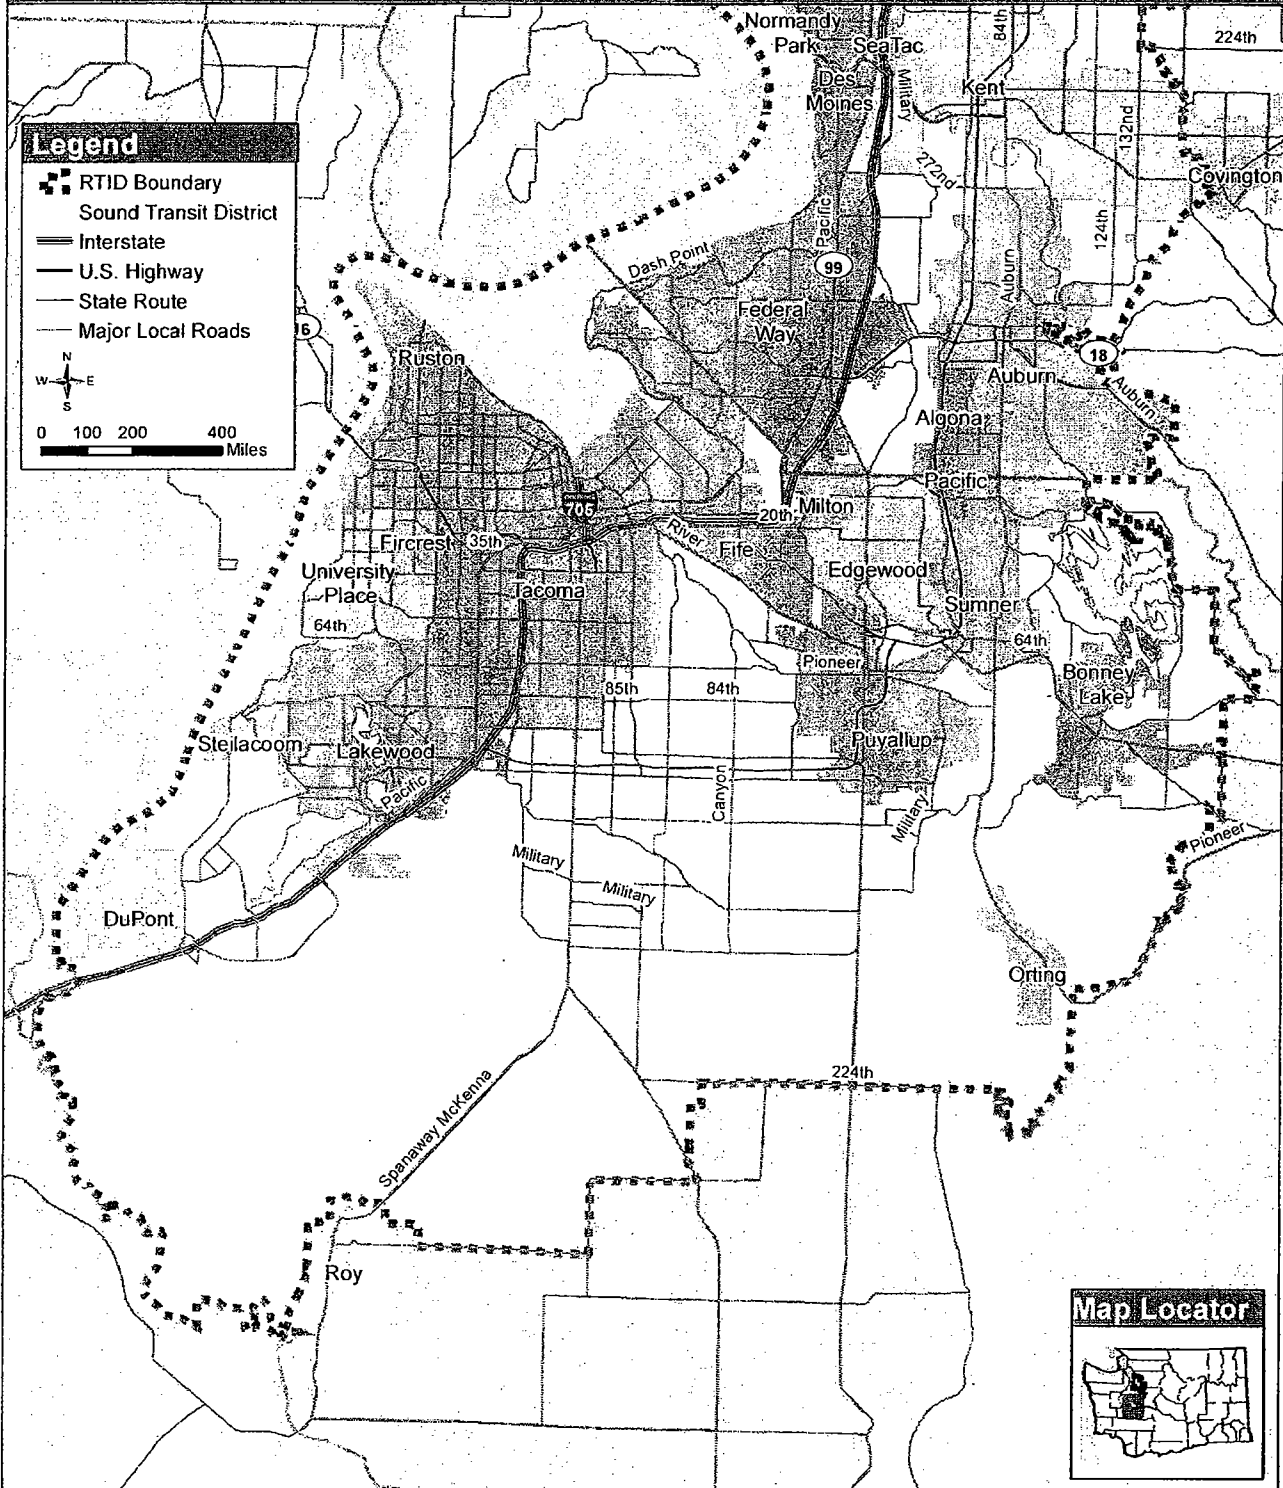 Legend
RTID Boundary
Sound Transit District
Interstate
U.S. Highway
State Route
Major Local Roads
N
W E
S
0 100 200 400
Miles
Normandy
Park
SeaTac
Des
Moines
Military
84th
Kent
224th
132nd
272nd
Covington
124th
Pacific
99
Dash Point
Auburn
Federal
Way
16
18
Ruston
Auburn
Auburn
Algona
Pacific
705
20th
Milton
River
Fife
Fircrest
35th
University
Place
Tacoma
Edgewood
Sumner
64th
64th
Pioneer
Bonney
Lake
85th
84th
Steilacoom
Lakewood
Puyallup
Pacific
Canyon
Military
Pioneer
Military
Military
DuPont
Orting
224th
Spanaway McKenna
Roy
Map Locator